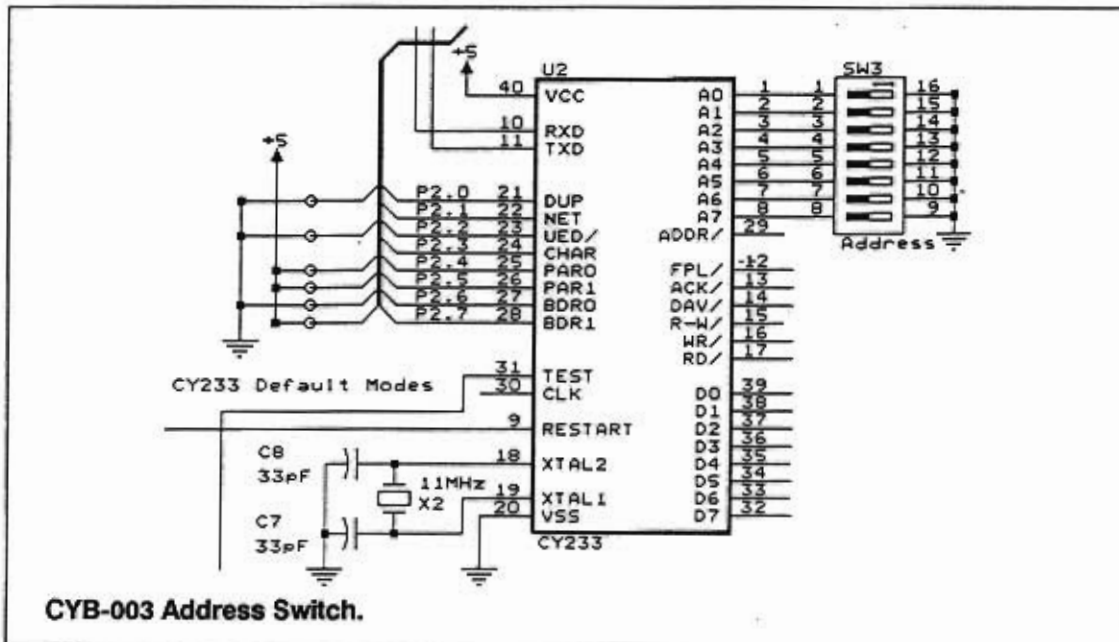 +5
U2
SW3
40 VCC
10 RXD
11 TXD
+5
P2.0 21 DUP
P2.1 22 NET
P2.2 23 UED/
P2.3 24 CHAR
P2.4 25 PAR0
P2.5 26 PAR1
P2.6 27 BDR0
P2.7 28 BDR1
31 TEST
30 CLK
CY233 Default Modes
9 RESTART
C8
33pF
18 XTAL2
11MHz
X2
19 XTAL1
20 VSS
C7
33pF
CY233
A0 1 1 16
A1 2 2 15
A2 3 3 14
A3 4 4 13
A4 5 5 12
A5 6 6 11
A6 7 7 10
A7 8 8 9
ADDR/ 29
Address
FPL/ 12
ACK/ 13
DAV/ 14
R-W/ 15
WR/ 16
RD/ 17
D0 39
D1 38
D2 37
D3 36
D4 35
D5 34
D6 33
D7 32
CYB-003 Address Switch.